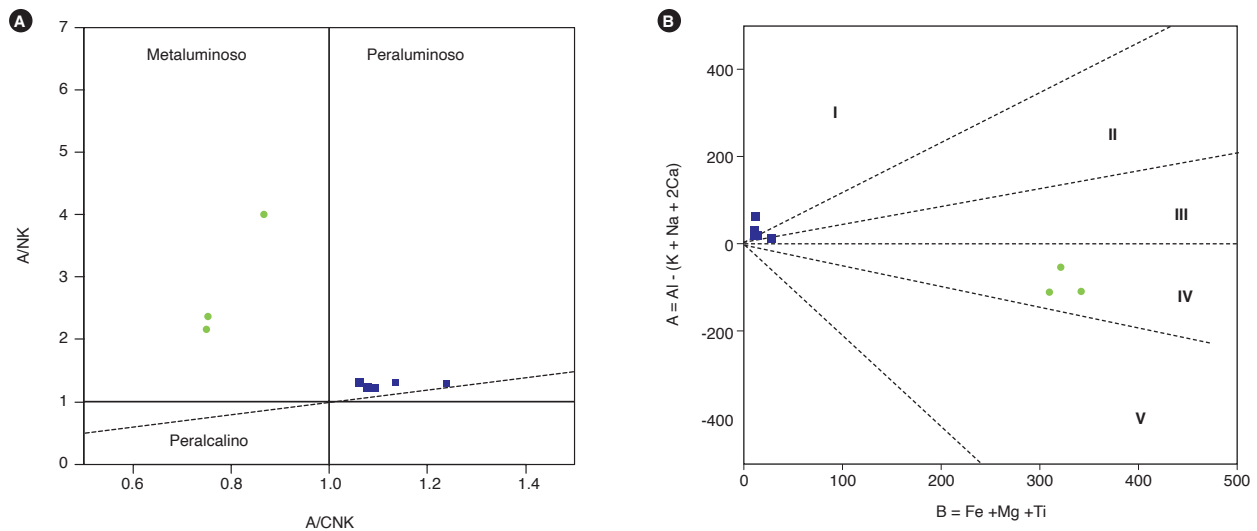 A
7
6
5
4
3
2
1
0
A/NK
Metaluminoso
Peraluminoso
Peralcalino
0.6
0.8
1.0
1.2
1.4
A/CNK
B
400
200
0
-200
-400
A = Al - (K + Na + 2Ca)
I
II
III
IV
V
0
100
200
300
400
500
B = Fe +Mg +Ti